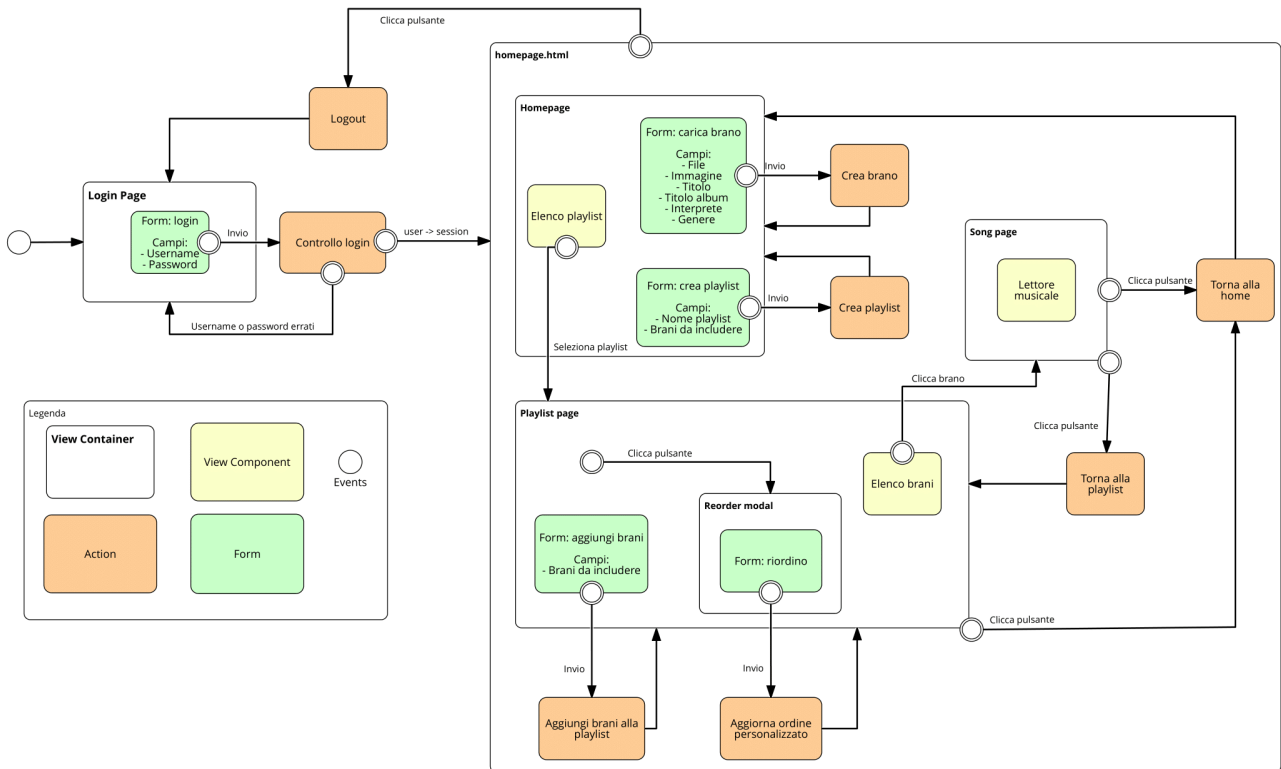 Clicca pulsante
homepage.html
Homepage
Logout
Form: carica brano
Campi:
- File
- Immagine
- Titolo
- Titolo album
- Interprete
- Genere
Invio
Crea brano
Login Page
Form: login
Campi:
- Username
- Password
Invio
Controllo login
user -> session
Elenco playlist
Song page
Lettore
musicale
Clicca pulsante
Torna alla
home
Form: crea playlist
Campi:
- Nome playlist
- Brani da includere
Invio
Crea playlist
Username o password errati
Seleziona playlist
Clicca brano
Legenda
View Container
View Component
Events
Action
Form
Playlist page
Clicca pulsante
Clicca pulsante
Elenco brani
Torna alla
playlist
Reorder modal
Form: aggiungi brani
Campi:
- Brani da includere
Form: riordino
Clicca pulsante
Invio
Invio
Aggiungi brani alla
playlist
Aggiorna ordine
personalizzato